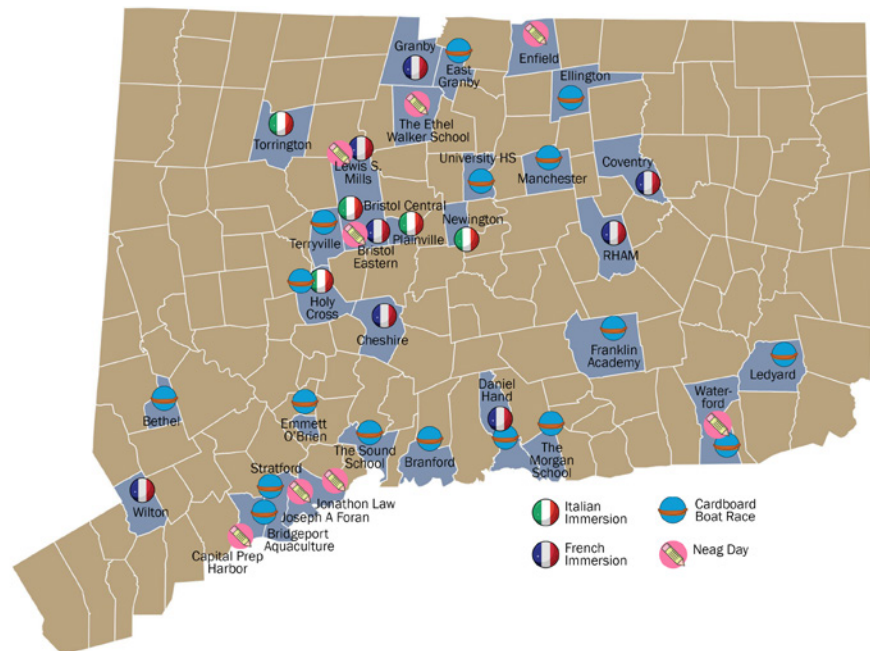 Granby
East
Granby
Enfield
Ellington
The Ethel
Walker School
Torrington
University HS
Manchester
Coventry
Lewis S.
Mills
Bristol Central
Newington
Terryville
Bristol
Eastern
Plainville
RHAM
Holy
Cross
Cheshire
Franklin
Academy
Ledyard
Daniel
Hand
Water-
ford
Bethel
Emmett
O'Brien
The Sound
School
Branford
The
Morgan
School
Stratford
Jonathon Law
Joseph A Foran
Wilton
Bridgeport
Aquaculture
Capital Prep
Harbor
Italian
Immersion
Cardboard
Boat Race
French
Immersion
Neag Day